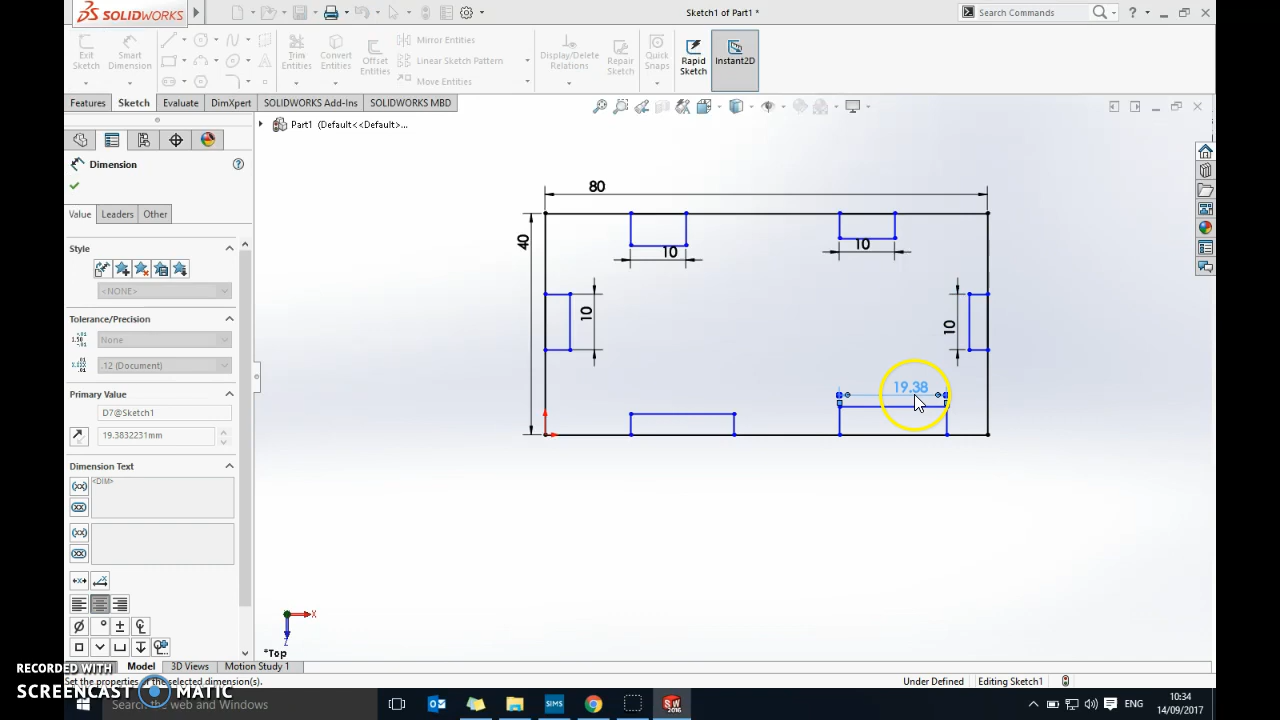 SOLIDWORKS
Sketch1 of Part1 *
Search Commands
?
Exit Sketch
Smart Dimension
Trim Entities
Convert Entities
Offset Entities
Mirror Entities
Linear Sketch Pattern
Move Entities
Display/Delete Relations
Repair Sketch
Quick Snaps
Rapid Sketch
Instant2D
Features
Sketch
Evaluate
DimXpert
SOLIDWORKS Add-Ins
SOLIDWORKS MBD
Part1 (Default<<Default>...
Dimension
Value
Leaders
Other
Style
<NONE>
Tolerance/Precision
None
.12 (Document)
Primary Value
D7@Sketch1
19.3832231mm
Dimension Text
<DIM>
80
40
10
10
10
10
19.38
X
Z
*Top
Model
3D Views
Motion Study 1
Set the properties of the selected dimension(s).
Under Defined
Editing Sketch1
RECORDED WITH
SCREENCAST MATIC
Search the web and Windows
SIMS
SW
2016
ENG
10:34
14/09/2017